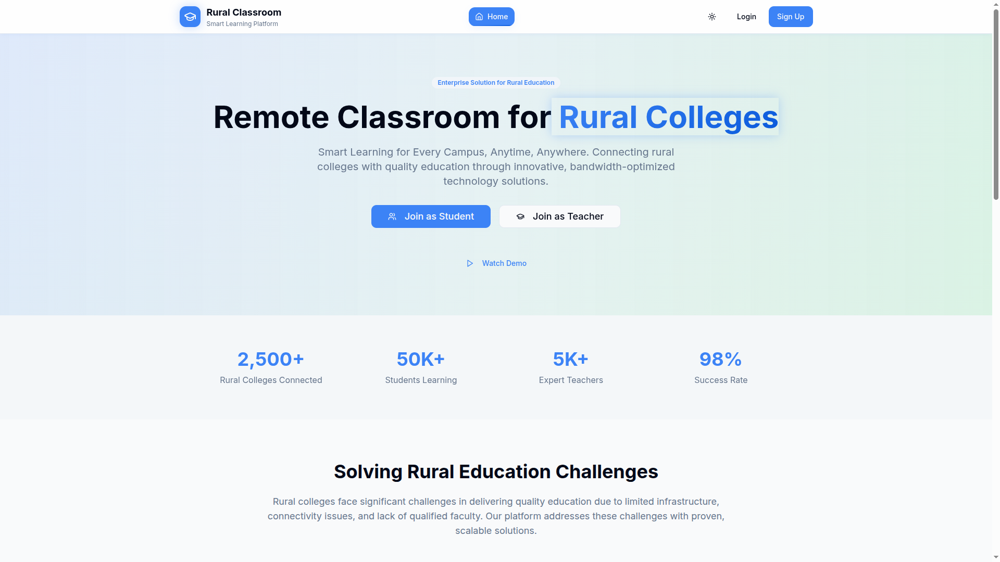 Rural Classroom
Smart Learning Platform
Home
Login
Sign Up
Enterprise Solution for Rural Education
Remote Classroom for Rural Colleges
Smart Learning for Every Campus, Anytime, Anywhere. Connecting rural
colleges with quality education through innovative, bandwidth-optimized
technology solutions.
Join as Student
Join as Teacher
Watch Demo
2,500+
Rural Colleges Connected
50K+
Students Learning
5K+
Expert Teachers
98%
Success Rate
Solving Rural Education Challenges
Rural colleges face significant challenges in delivering quality education due to limited infrastructure,
connectivity issues, and lack of qualified faculty. Our platform addresses these challenges with proven,
scalable solutions.